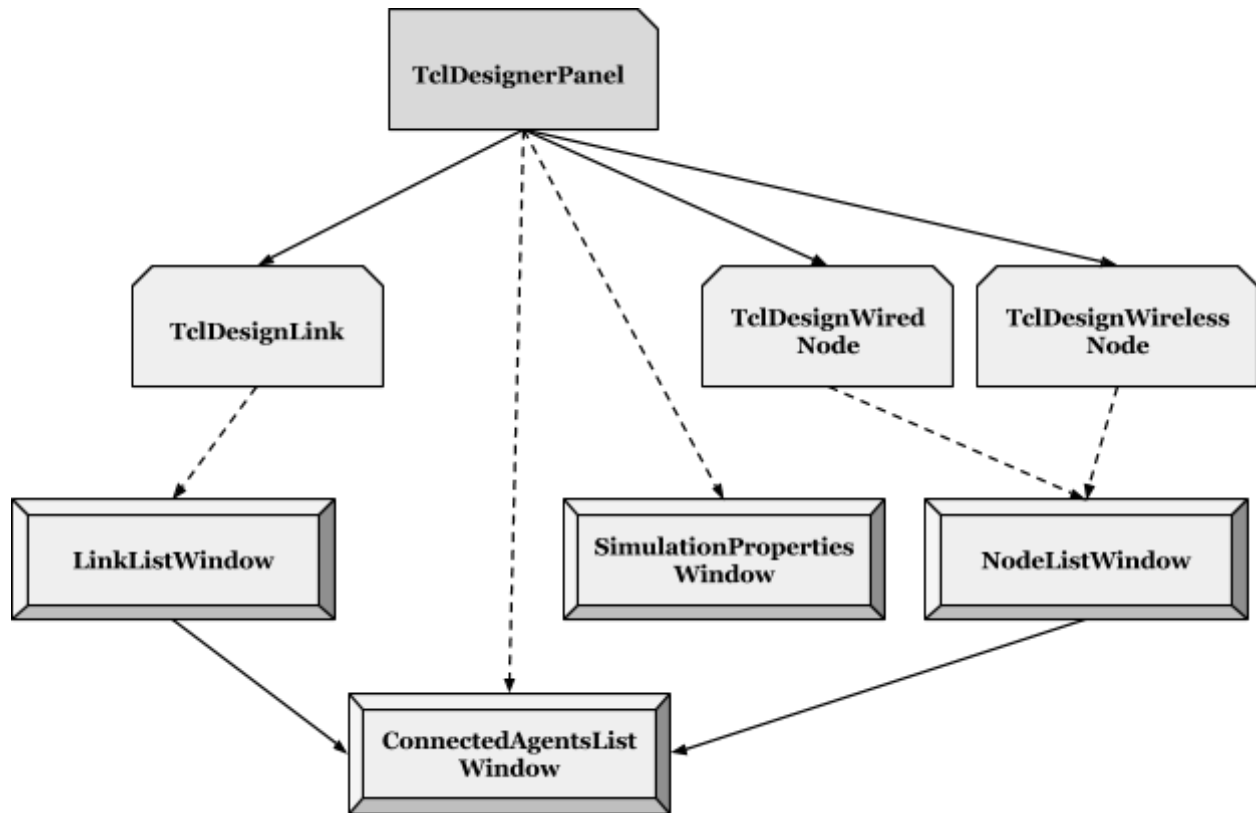 TclDesignerPanel
TclDesignLink
TclDesignWired
Node
TclDesignWireless
Node
LinkListWindow
SimulationProperties
Window
NodeListWindow
ConnectedAgentsList
Window